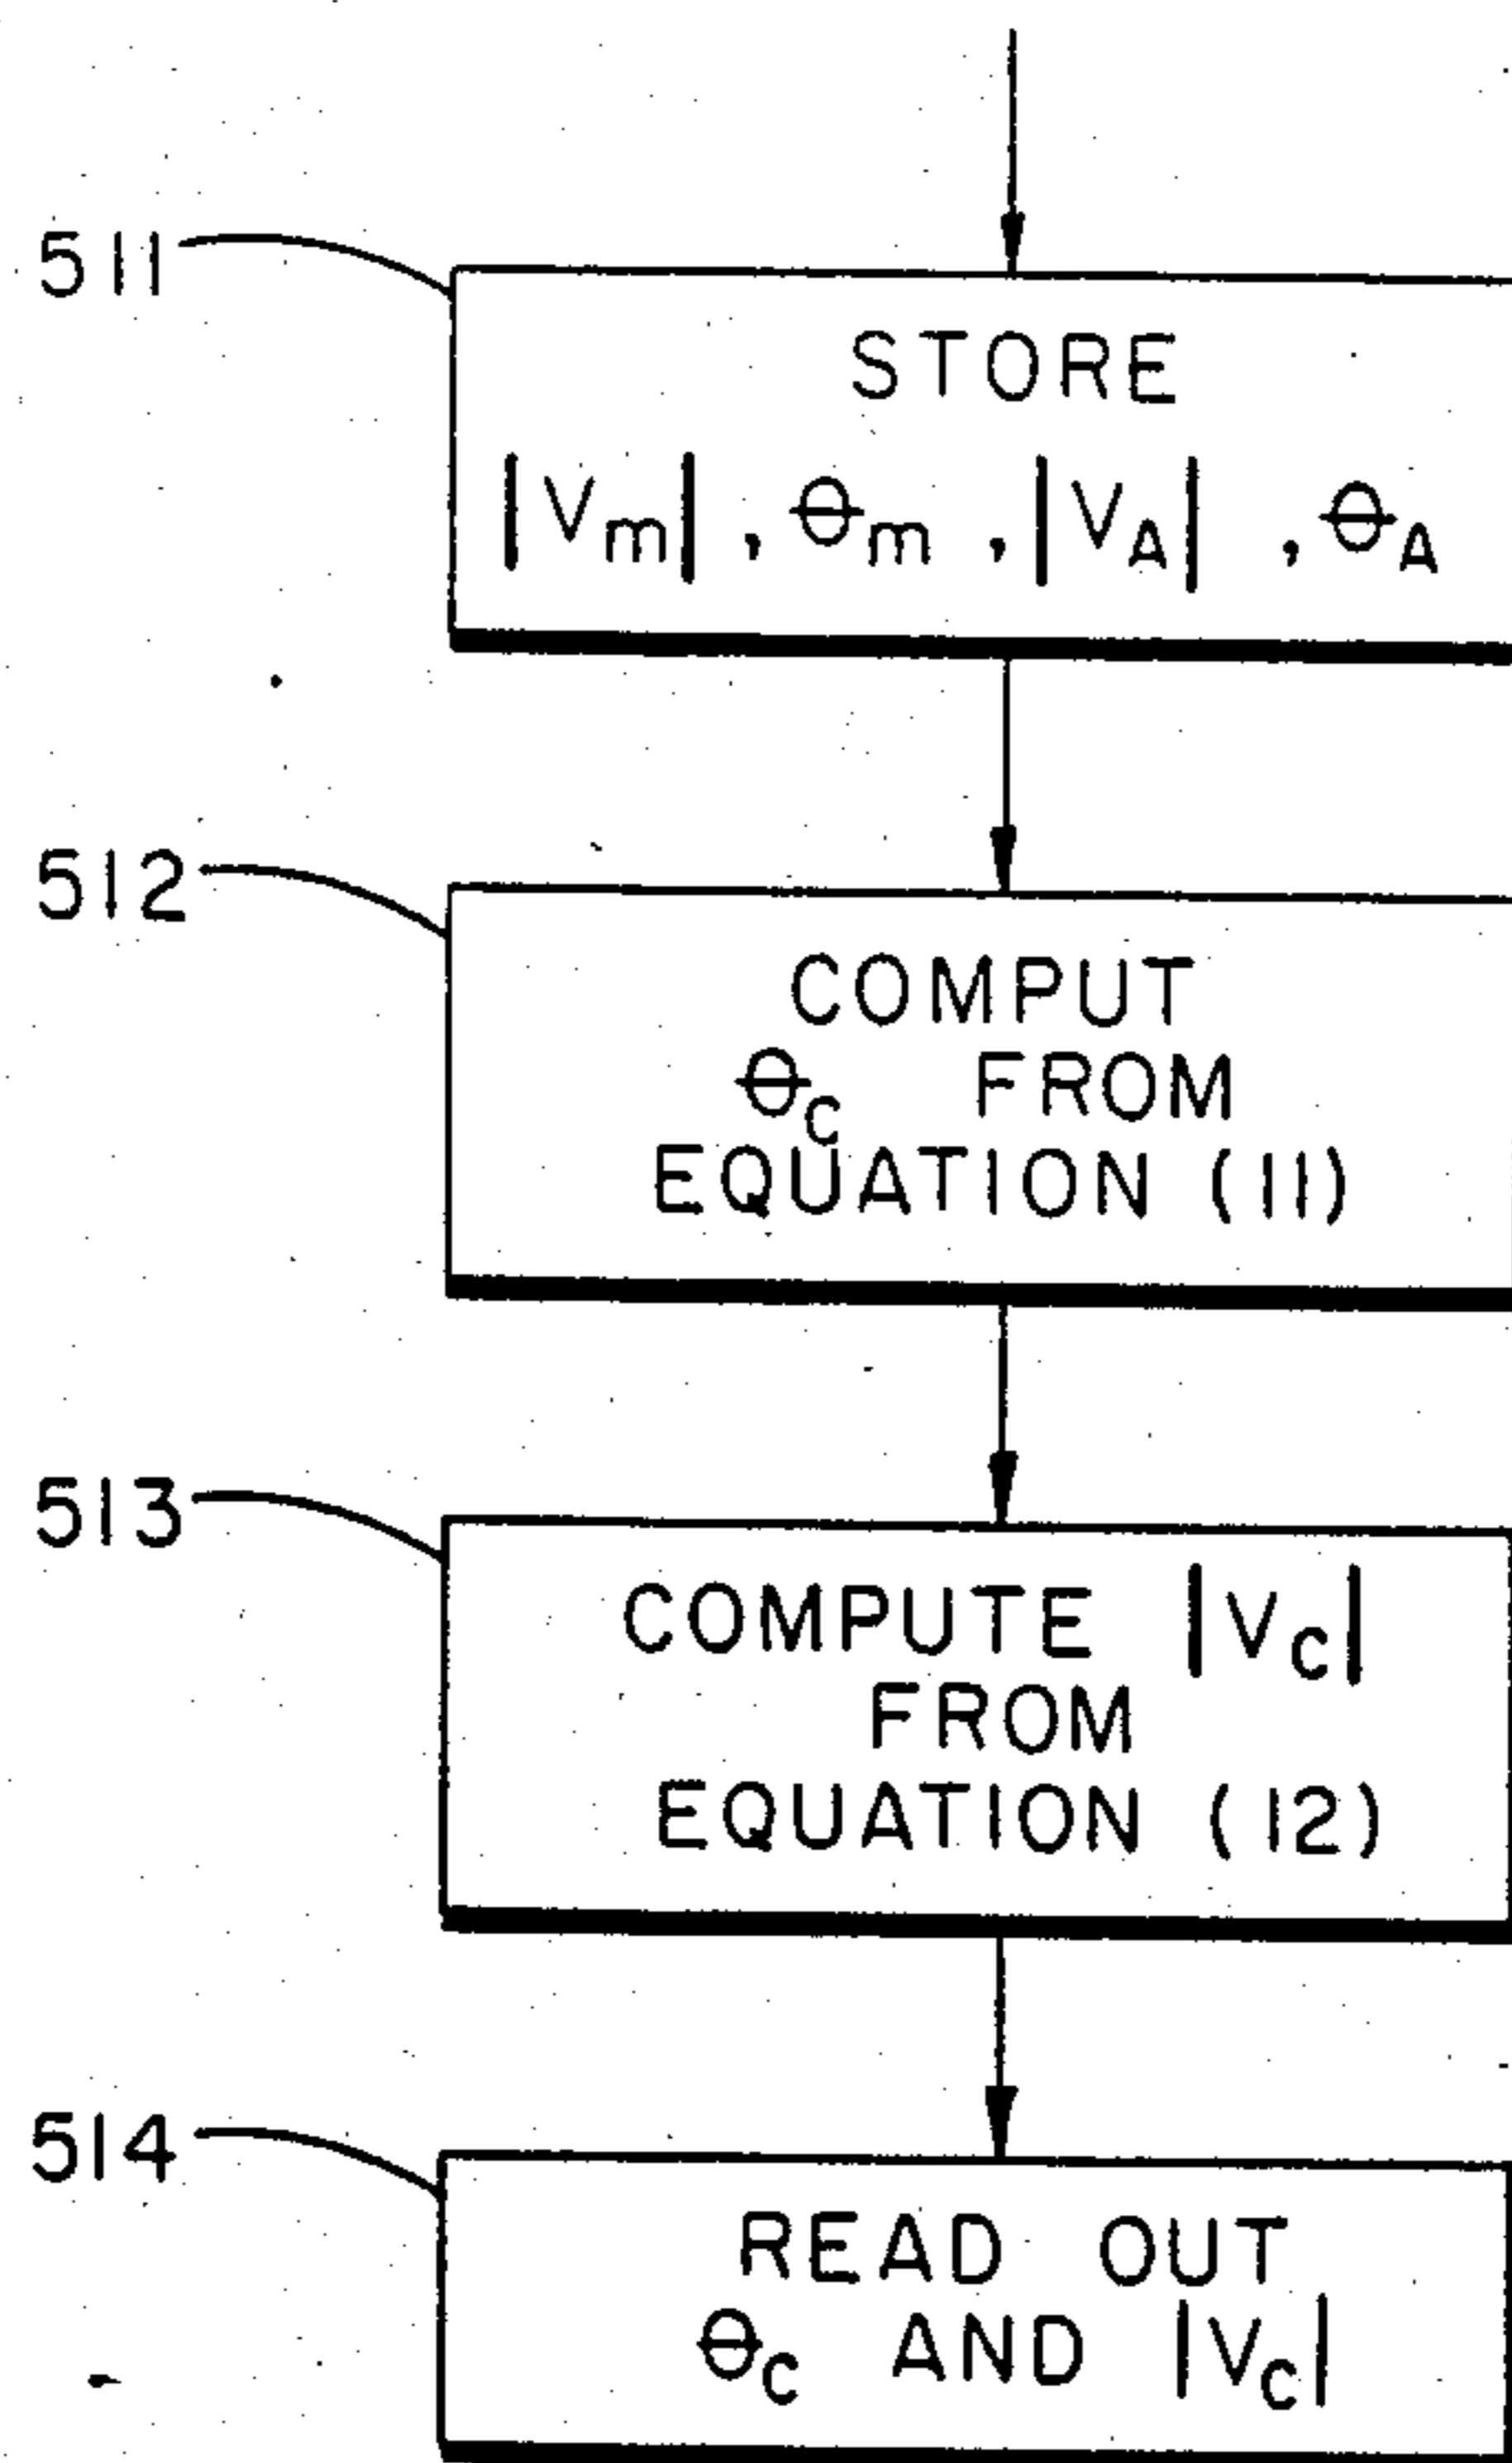 511
STORE
|Vm|, θm, |VA|, θA
512
COMPUT
θC FROM
EQUATION (11)
513
COMPUTE |VC|
FROM
EQUATION (12)
514
READ OUT
θC AND |VC|